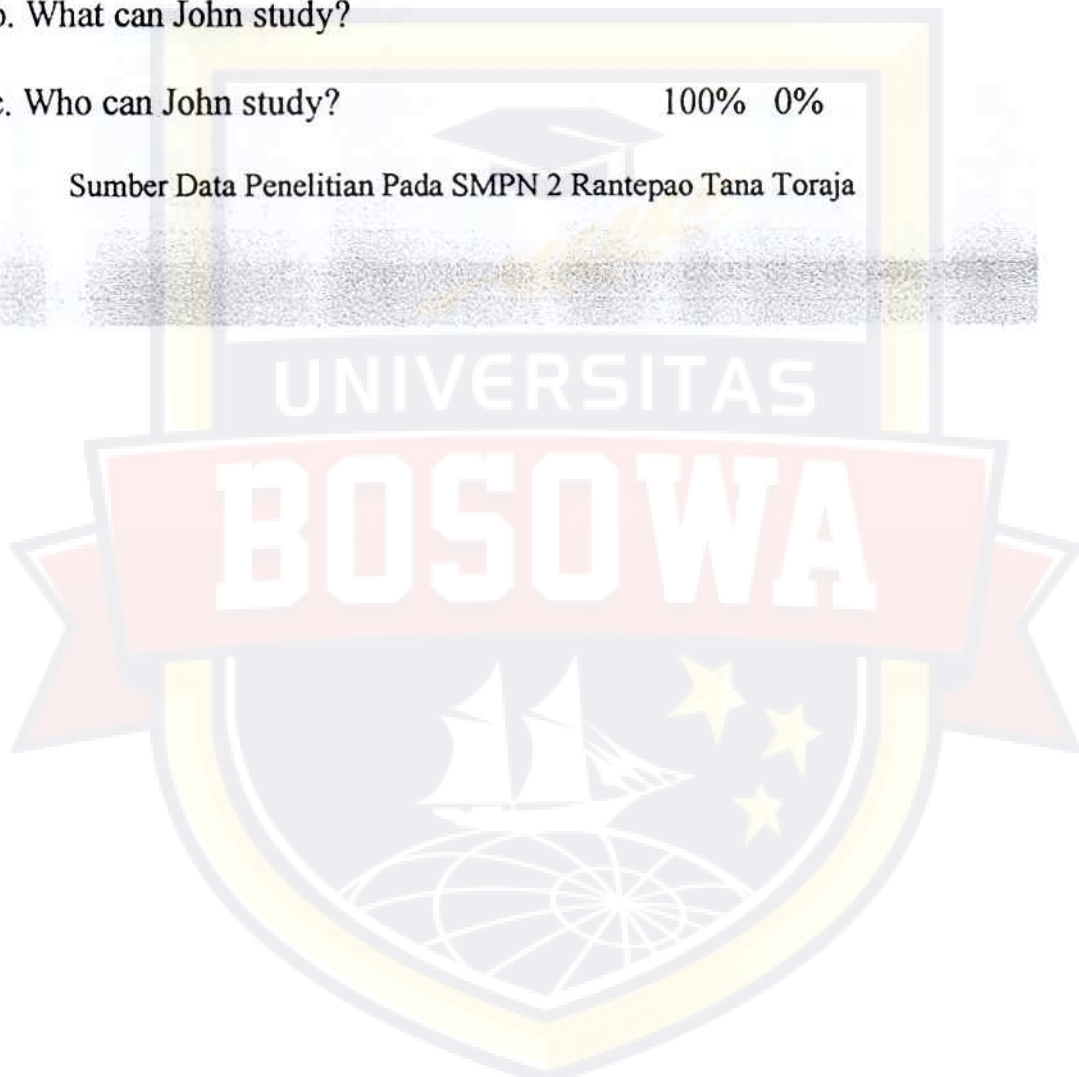 b. What can John study?
c. Who can John study? 100% 0%
Sumber Data Penelitian Pada SMPN 2 Rantepao Tana Toraja
UNIVERSITAS
BOSOWA